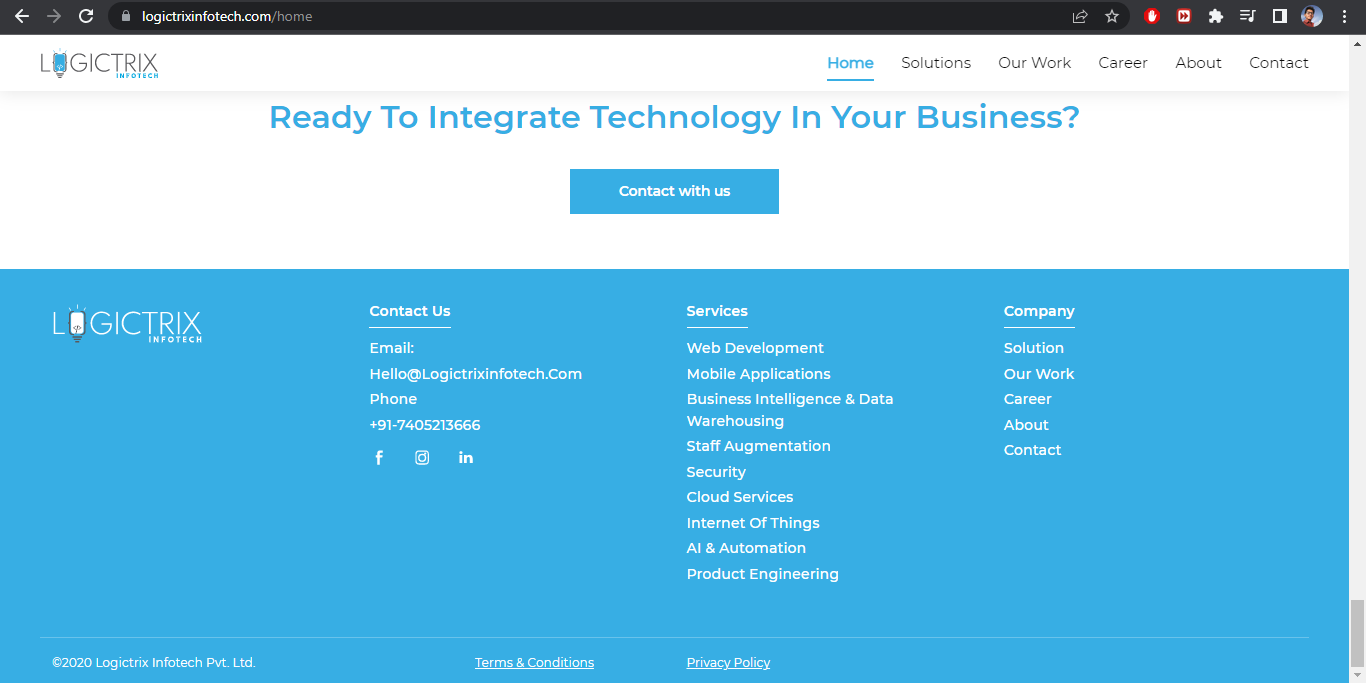 logictrixinfotech.com/home
LOGICTRIX
INFOTECH
Home Solutions Our Work Career About Contact
Ready To Integrate Technology In Your Business?
Contact with us
LOGICTRIX
INFOTECH
Contact Us
Email:
Hello@Logictrixinfotech.Com
Phone
+91-7405213666
Services
Web Development
Mobile Applications
Business Intelligence & Data
Warehousing
Staff Augmentation
Security
Cloud Services
Internet Of Things
AI & Automation
Product Engineering
Company
Solution
Our Work
Career
About
Contact
©2020 Logictrix Infotech Pvt. Ltd. Terms & Conditions Privacy Policy